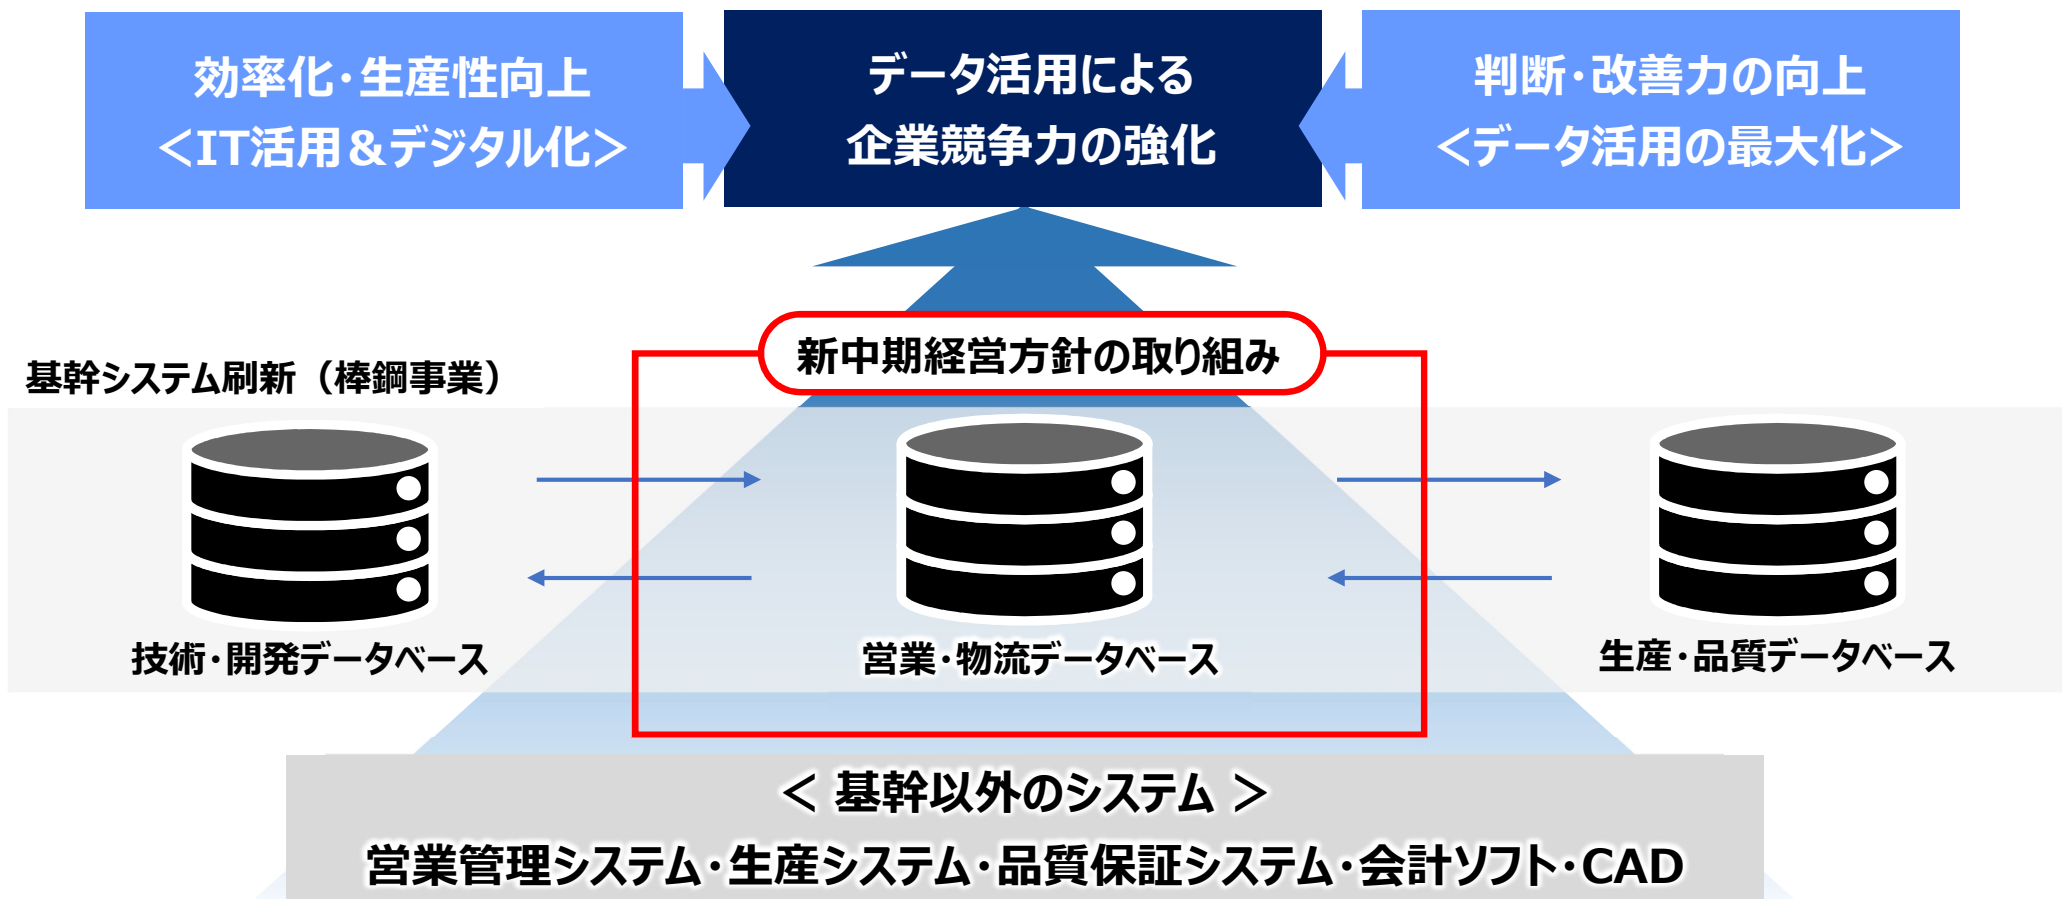 効率化・生産性向上
＜IT活用＆デジタル化＞
データ活用による
企業競争力の強化
判断・改善力の向上
＜データ活用の最大化＞
新中期経営方針の取り組み
基幹システム刷新（棒鋼事業）
技術・開発データベース
営業・物流データベース
生産・品質データベース
＜ 基幹以外のシステム ＞
営業管理システム・生産システム・品質保証システム・会計ソフト・CAD